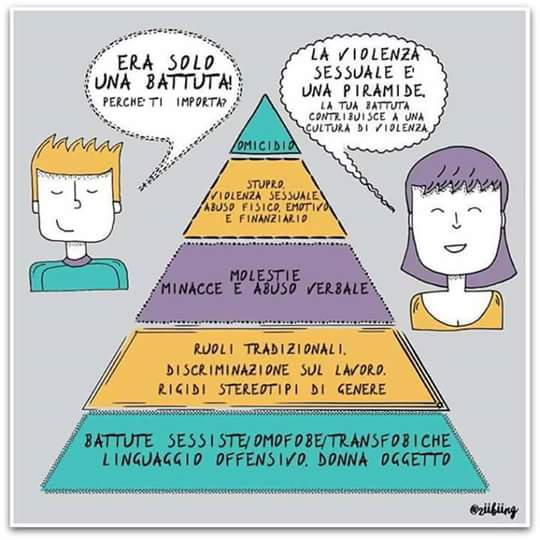 ERA SOLO
UNA BATTUTA!
PERCHE' TI IMPORTA?
LA VIOLENZA
SESSUALE E'
UNA PIRAMIDE.
LA TUA BATTUTA
CONTRIBUISCE A UNA
CULTURA DI VIOLENZA
OMICIDIO
STUPRO,
VIOLENZA SESSUALE
ABUSO FISICO, EMOTIVO
E FINANZIARIO
MOLESTIE
MINACCE E ABUSO VERBALE
RUOLI TRADIZIONALI,
DISCRIMINAZIONE SUL LAVORO,
RIGIDI STEREOTIPI DI GENERE
BATTUTE SESSISTE/OMOFOBE/TRANSFOBICHE
LINGUAGGIO OFFENSIVO, DONNA OGGETTO
@ziibiing